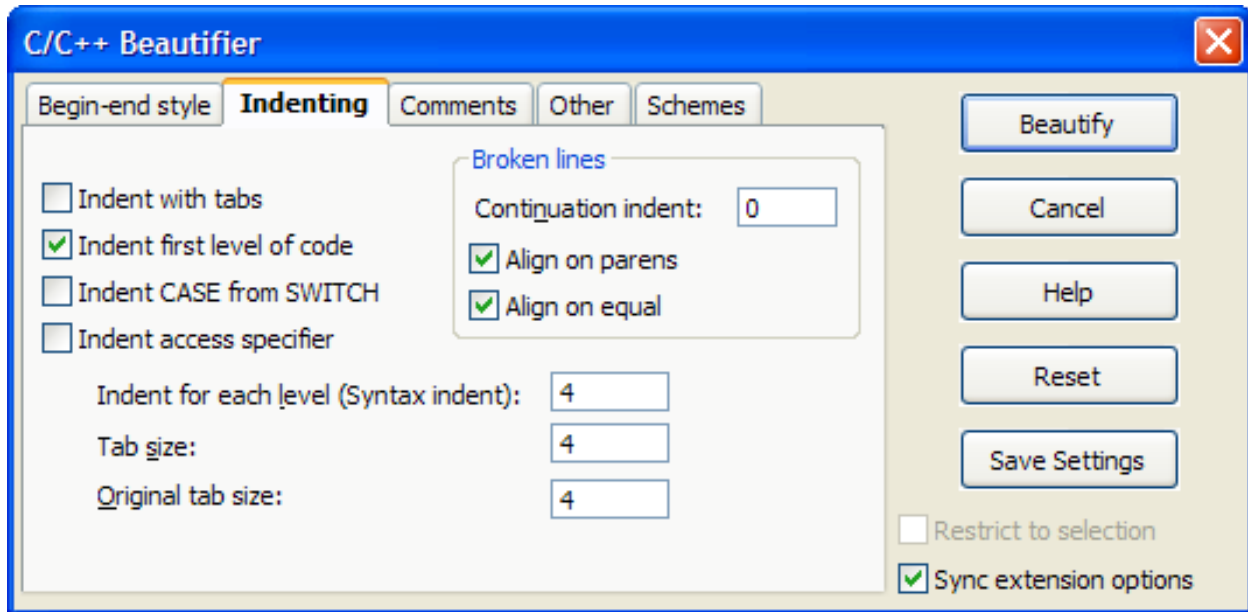 C/C++ Beautifier
Begin-end style
Indenting
Comments
Other
Schemes
Indent with tabs
Indent first level of code
Indent CASE from SWITCH
Indent access specifier
Broken lines
Continuation indent: 0
Align on parens
Align on equal
Indent for each level (Syntax indent): 4
Tab size: 4
Original tab size: 4
Beautify
Cancel
Help
Reset
Save Settings
Restrict to selection
Sync extension options